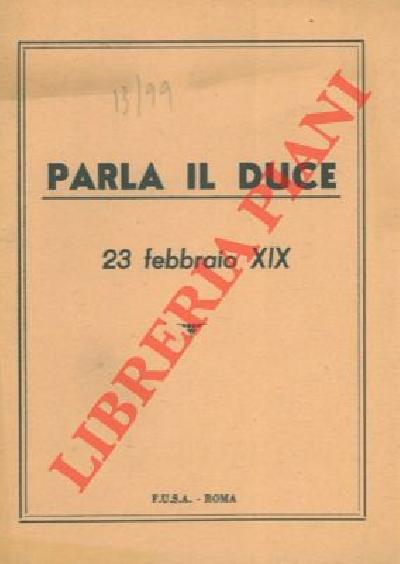 13/99
PARLA IL DUCE
23 febbraio XIX
LIBRERIA PIANI
F.U.S.A. - ROMA